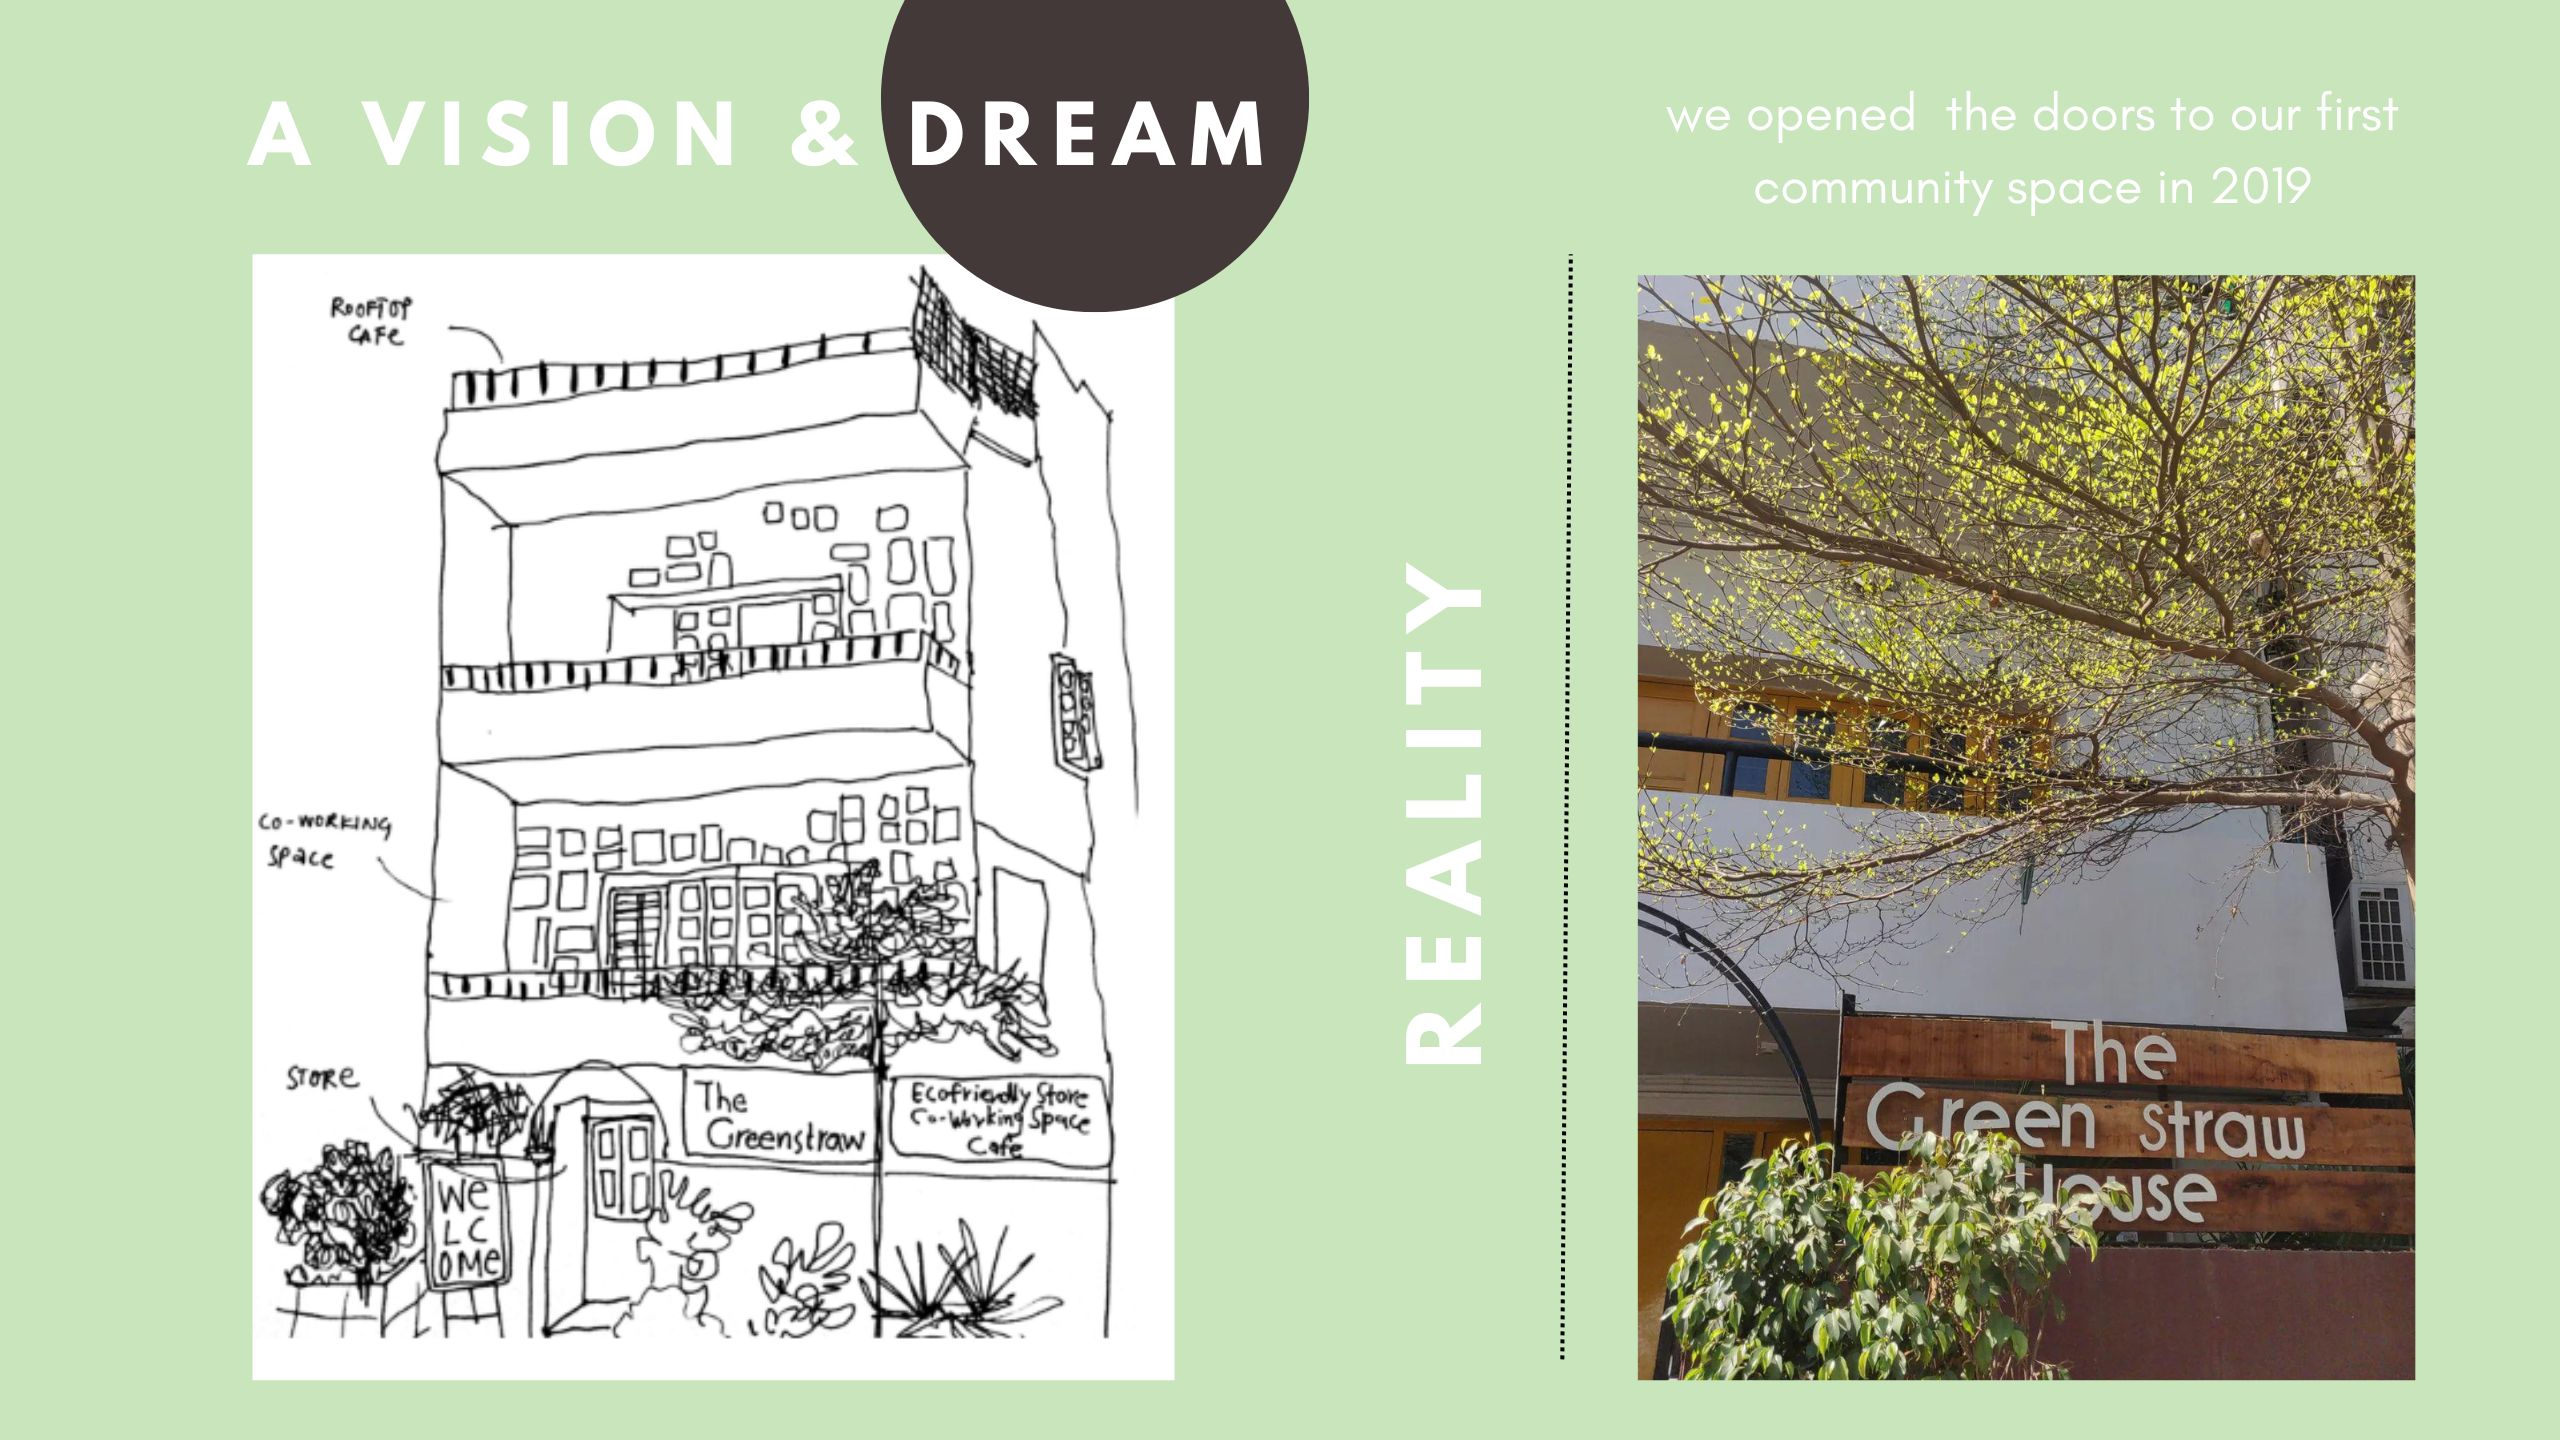 A VISION & DREAM
we opened the doors to our first
community space in 2019
ROOFTOP
CAFe
CO-WORKING
Space
STORe
The
Greenstraw
Ecofriendly Store
Co-Working Space
Cafe
We
LC
OMe
REALITY
The
Green straw
House